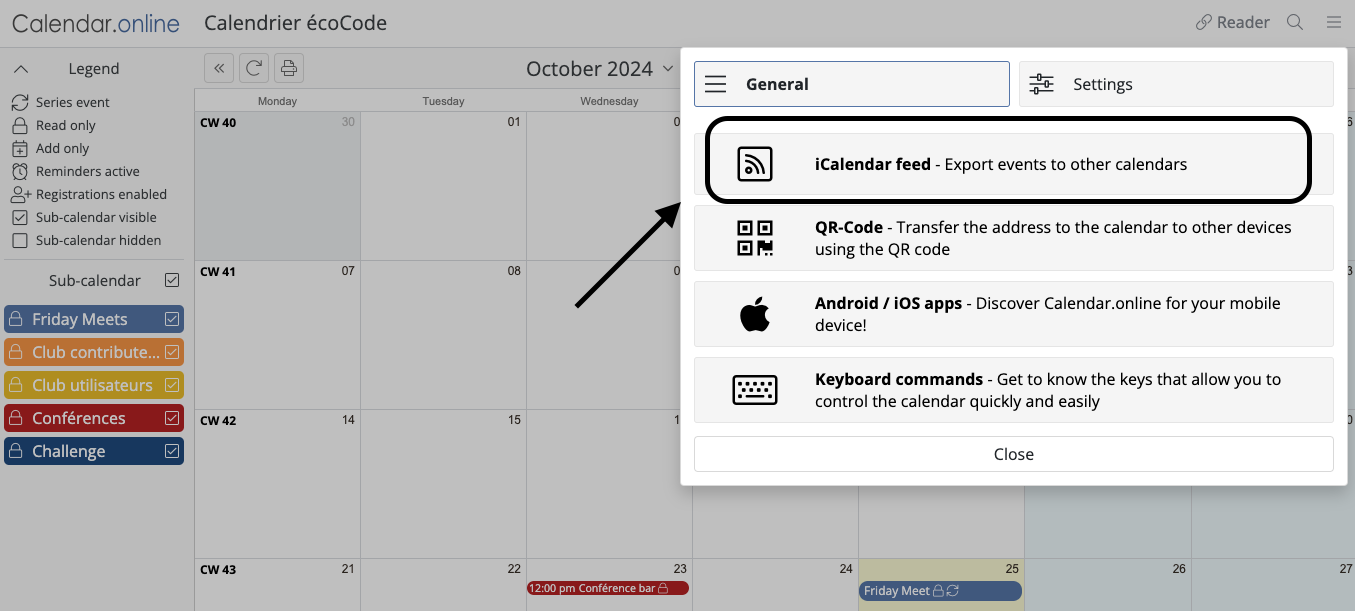 Calendar.online
Calendrier écoCode
Reader
Legend
Series event
Read only
Add only
Reminders active
Registrations enabled
Sub-calendar visible
Sub-calendar hidden
Sub-calendar
Friday Meets
Club contribute...
Club utilisateurs
Conférences
Challenge
October 2024
Monday Tuesday Wednesday
CW 40 30 01
CW 41 07 08
CW 42 14 15
CW 43 21 22 23 24 25 26 27
12:00 pm Conférence bar
Friday Meet
General
Settings
iCalendar feed - Export events to other calendars
QR-Code - Transfer the address to the calendar to other devices
using the QR code
Android / iOS apps - Discover Calendar.online for your mobile
device!
Keyboard commands - Get to know the keys that allow you to
control the calendar quickly and easily
Close